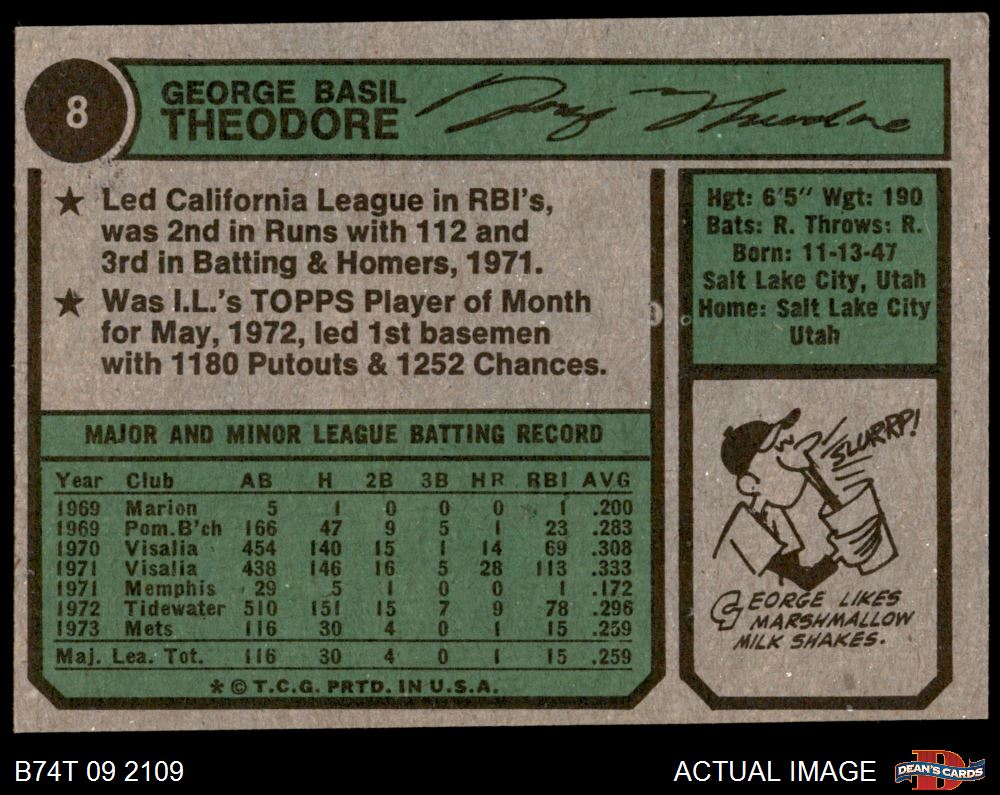 8
GEORGE BASIL
THEODORE
George Theodore
★ Led California League in RBI's,
was 2nd in Runs with 112 and
3rd in Batting & Homers, 1971.
★ Was I.L.'s TOPPS Player of Month
for May, 1972, led 1st basemen
with 1180 Putouts & 1252 Chances.
Hgt: 6'5" Wgt: 190
Bats: R. Throws: R.
Born: 11-13-47
Salt Lake City, Utah
Home: Salt Lake City
Utah
MAJOR AND MINOR LEAGUE BATTING RECORD
Year Club AB H 2B 3B HR RBI AVG
1969 Marion 5 1 0 0 0 1 .200
1969 Pom. B'ch 166 47 9 5 1 23 .283
1970 Visalia 454 140 15 1 14 69 .308
1971 Visalia 438 146 16 5 28 113 .333
1971 Memphis 29 5 1 0 0 1 .172
1972 Tidewater 510 151 15 7 9 78 .296
1973 Mets 116 30 4 0 1 15 .259
Maj. Lea. Tot. 116 30 4 0 1 15 .259
* © T.C.G. PRTD. IN U.S.A.
SLURRP!
GEORGE LIKES
MARSHMALLOW
MILK SHAKES.
B74T 09 2109
ACTUAL IMAGE
DEAN'S CARDS